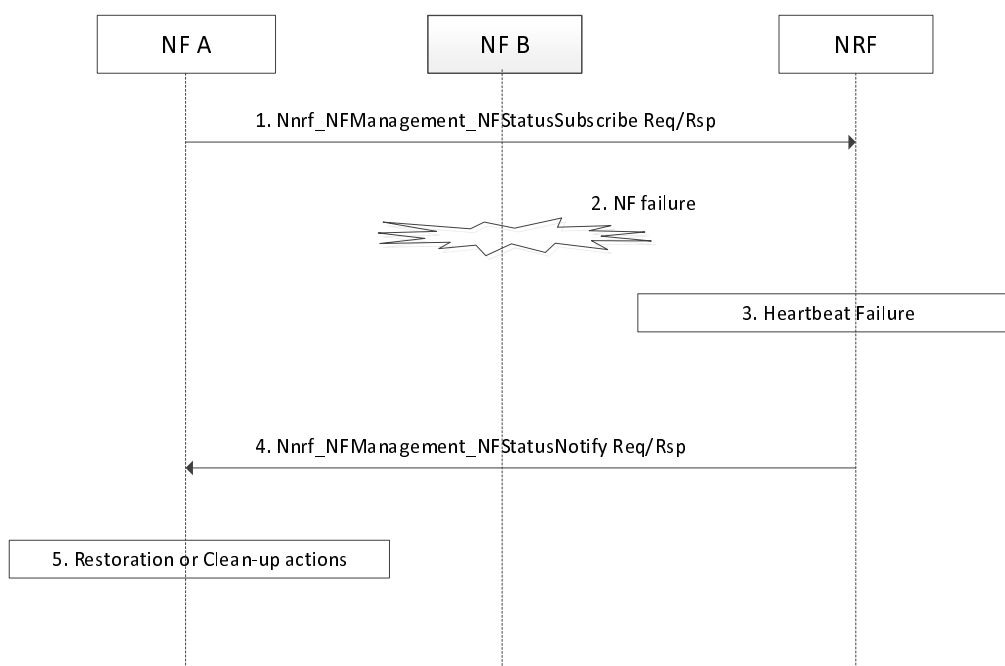 NF A
NF B
NRF
1. Nnrf_NFManagement_NFStatusSubscribe Req/Rsp
2. NF failure
3. Heartbeat Failure
4. Nnrf_NFManagement_NFStatusNotify Req/Rsp
5. Restoration or Clean-up actions